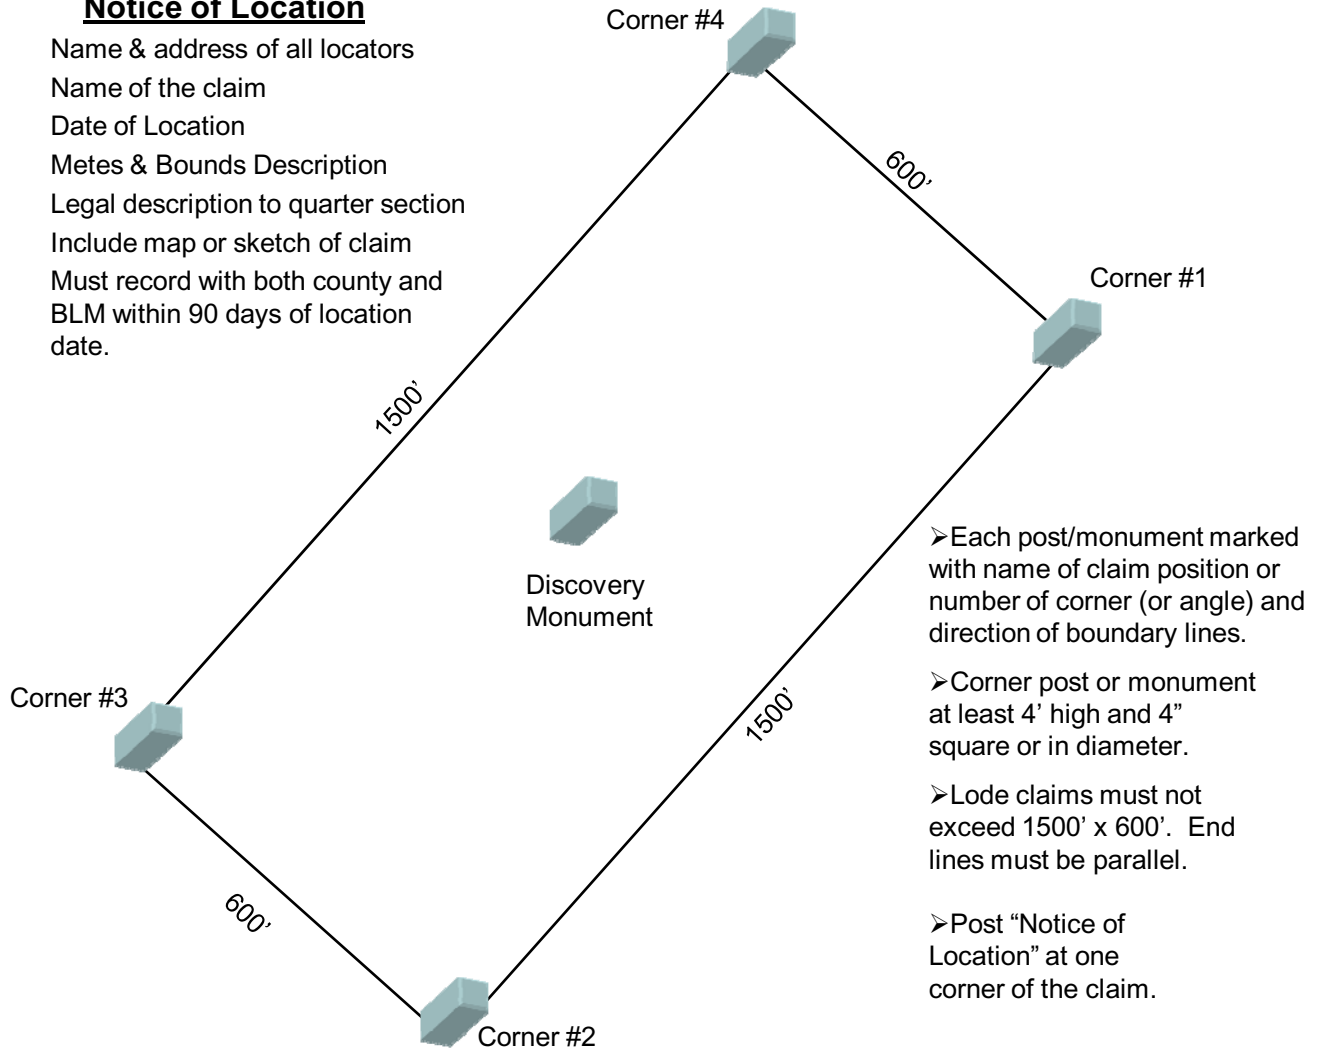 Notice of Location
Name & address of all locators
Name of the claim
Date of Location
Metes & Bounds Description
Legal description to quarter section
Include map or sketch of claim
Must record with both county and
BLM within 90 days of location
date.
Corner #4
600’
Corner #1
1500’
Discovery
Monument
Corner #3
1500’
600’
Corner #2
➢Each post/monument marked
with name of claim position or
number of corner (or angle) and
direction of boundary lines.
➢Corner post or monument
at least 4’ high and 4”
square or in diameter.
➢Lode claims must not
exceed 1500’ x 600’. End
lines must be parallel.
➢Post “Notice of
Location” at one
corner of the claim.